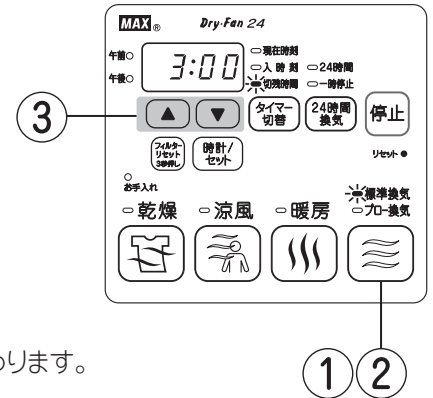 MAX® Dry·Fan 24
午前
午後
3:00
現在時刻
入時刻
切残時間
24時間
一時停止
③
▲
▼
タイマー
切替
24時間
換気
停止
フィルター
リセット
3秒押し
時計/
セット
リセット
お手入れ
乾燥
涼風
暖房
標準換気
ブロー換気
①②
わります。